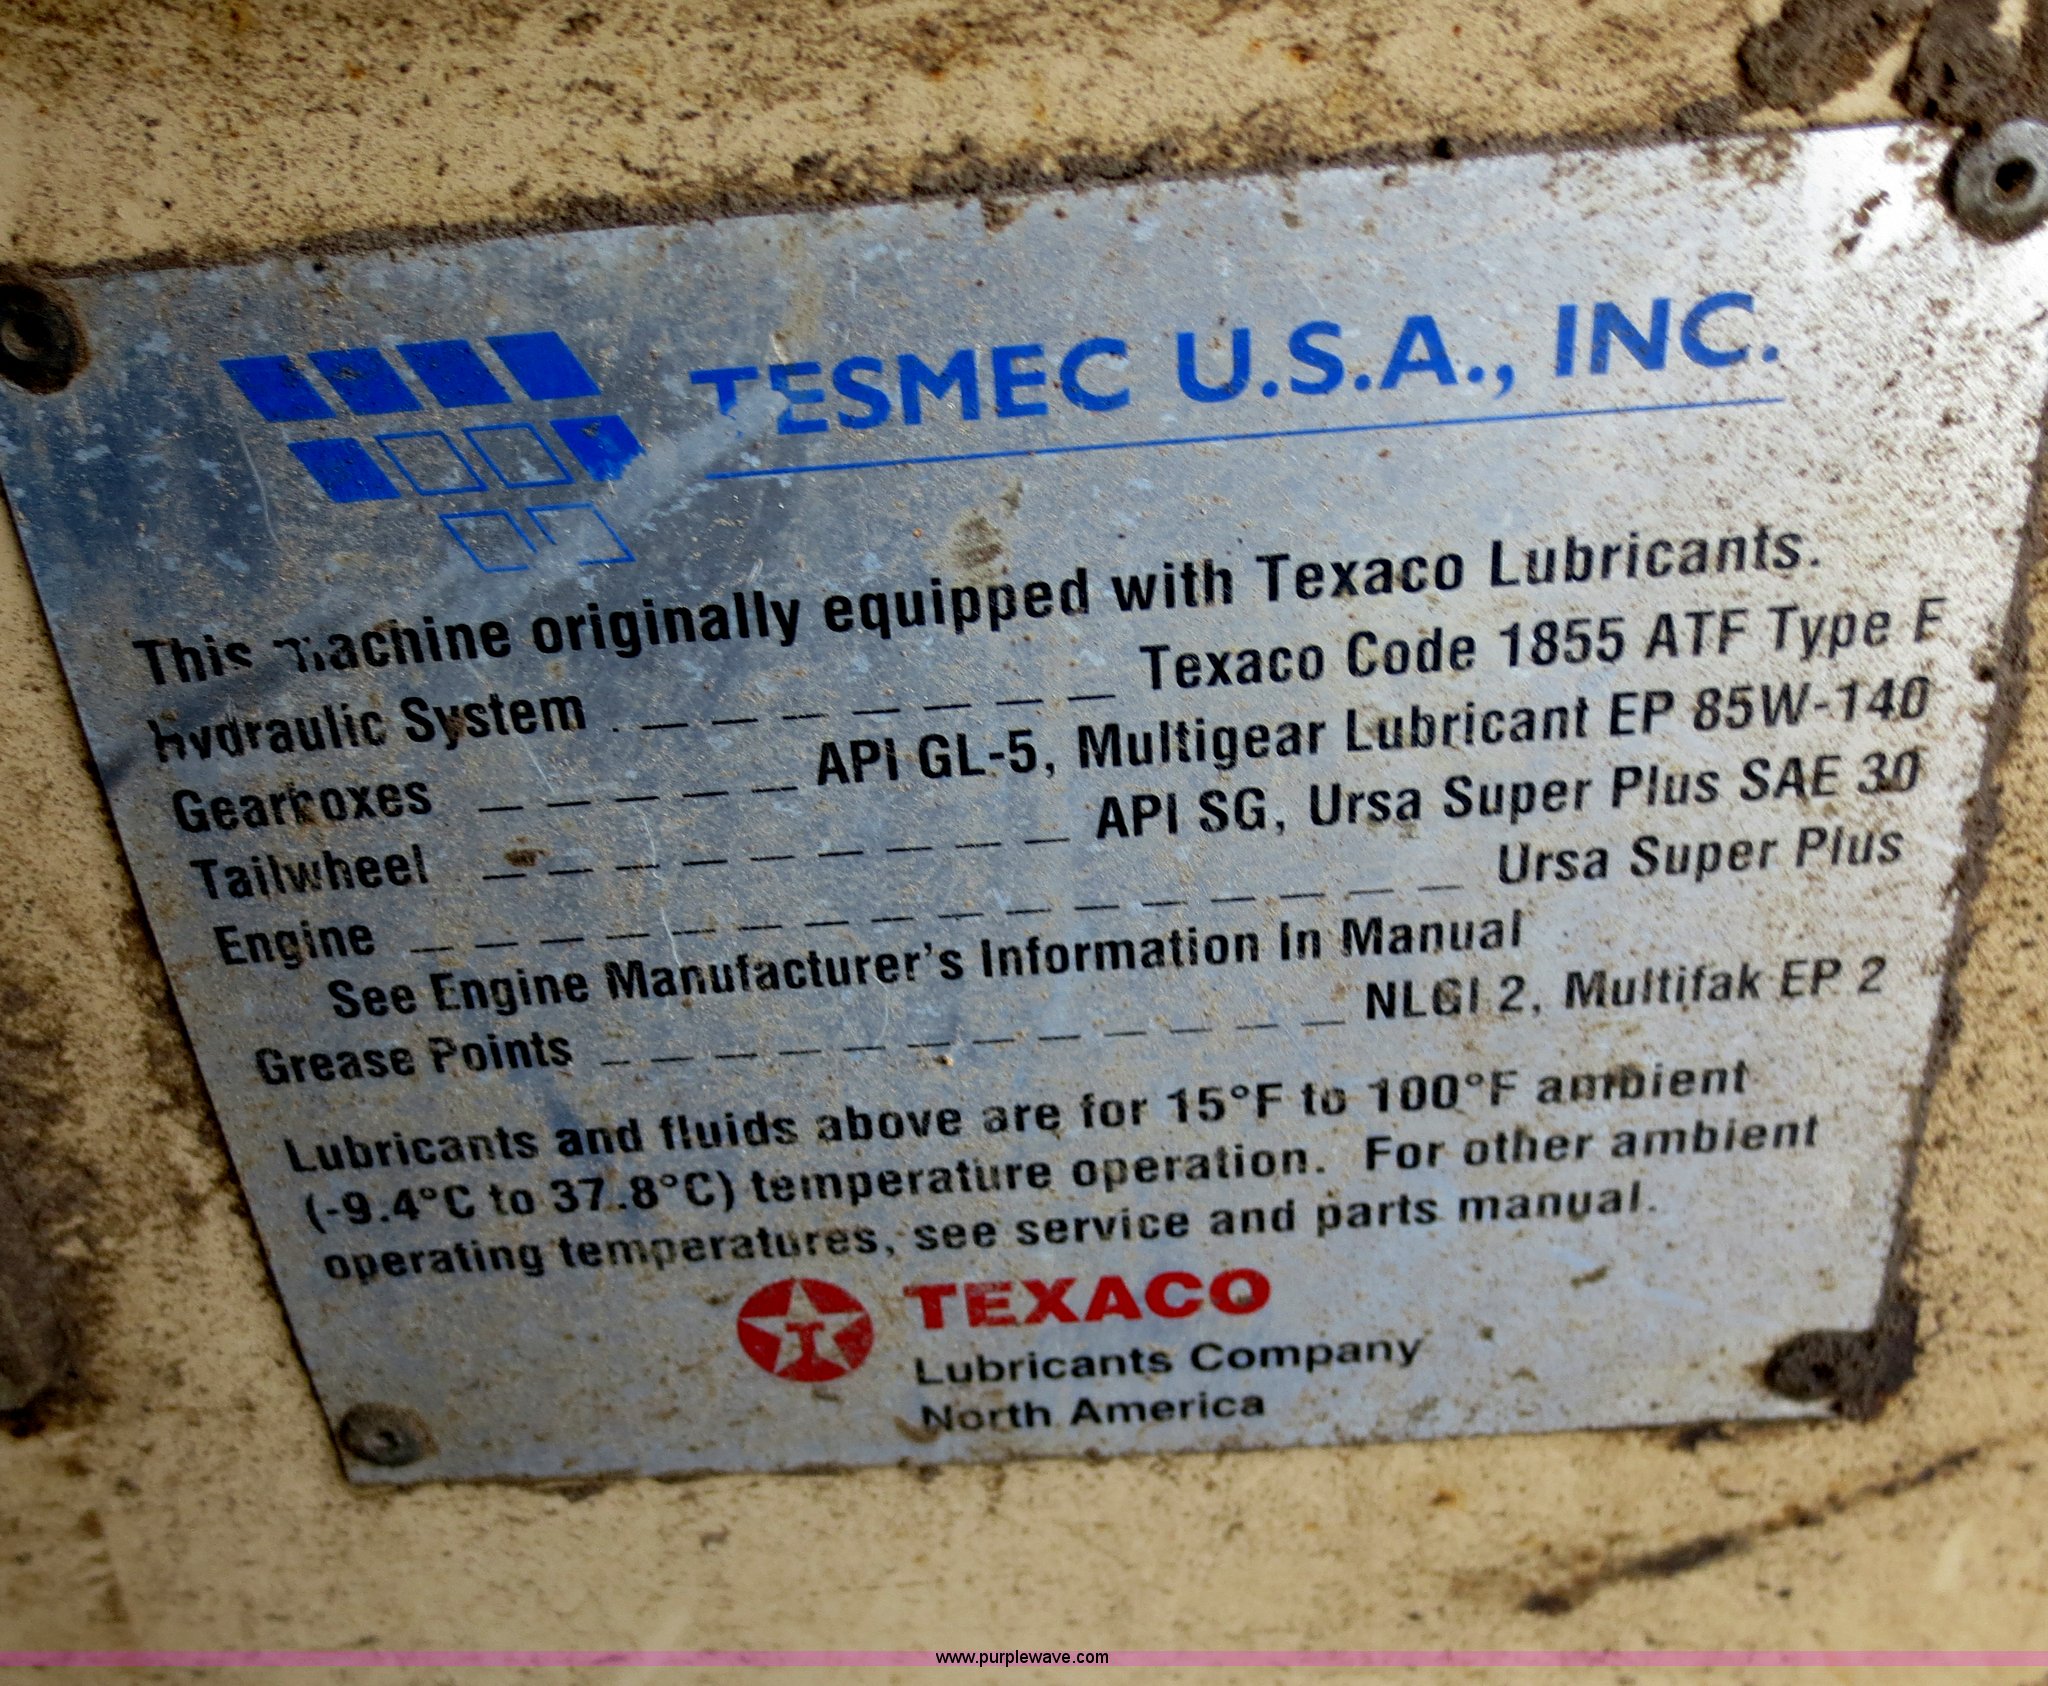 TESMEC U.S.A., INC.
This machine originally equipped with Texaco Lubricants.
Hydraulic System Texaco Code 1855 ATF Type F
Gearboxes API GL-5, Multigear Lubricant EP 85W-140
Tailwheel API SG, Ursa Super Plus SAE 30
Engine Ursa Super Plus
See Engine Manufacturer's Information In Manual
Grease Points NLGI 2, Multifak EP 2
Lubricants and fluids above are for 15°F to 100°F ambient
(-9.4°C to 37.8°C) temperature operation. For other ambient
operating temperatures, see service and parts manual.
T TEXACO
Lubricants Company
North America
www.purplewave.com